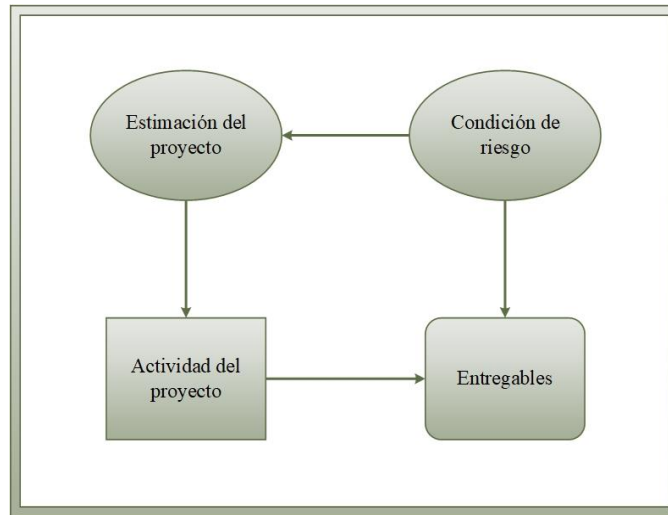 Estimación del
proyecto
Condición de
riesgo
Actividad del
proyecto
Entregables